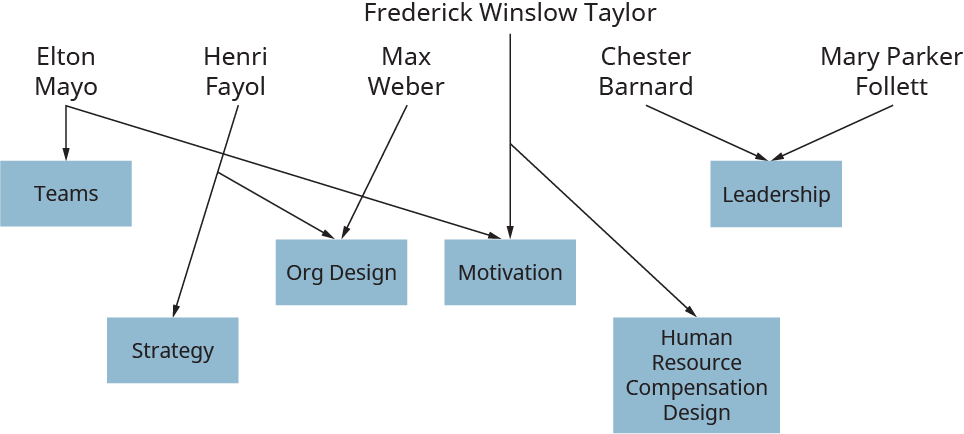 Frederick Winslow Taylor
Elton
Mayo
Henri
Fayol
Max
Weber
Chester
Barnard
Mary Parker
Follett
Teams
Leadership
Org Design
Motivation
Strategy
Human
Resource
Compensation
Design